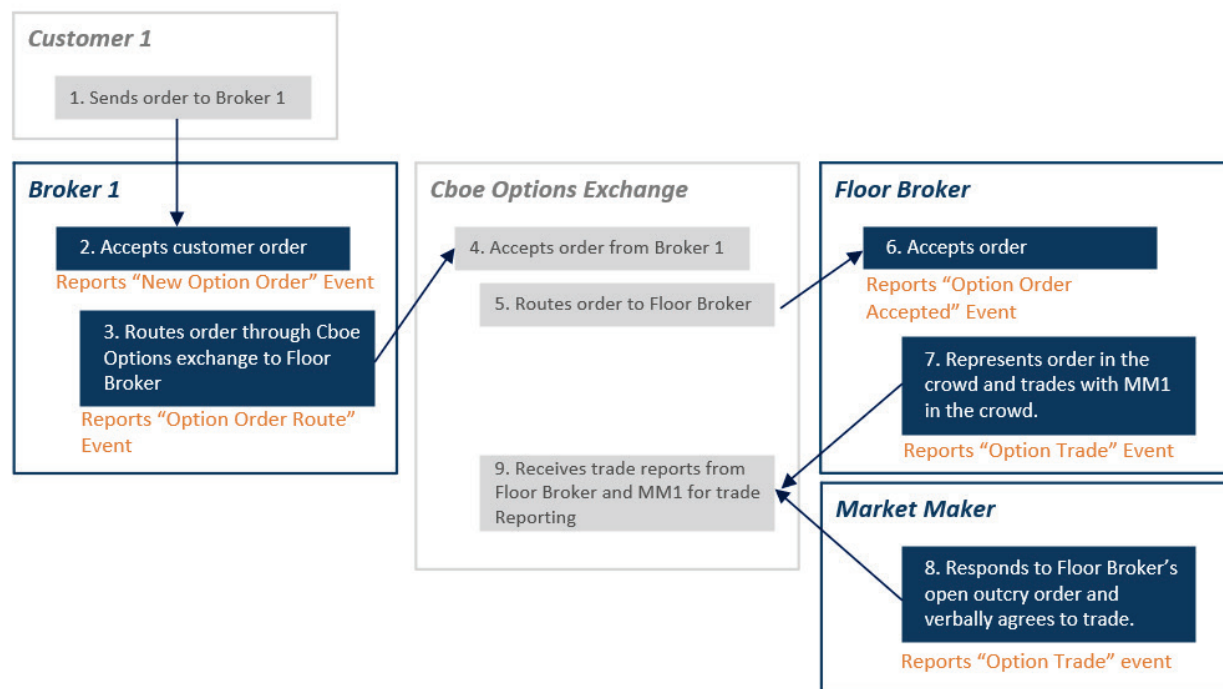 Customer 1
1. Sends order to Broker 1
Broker 1
2. Accepts customer order
Reports “New Option Order” Event
3. Routes order through Cboe
Options exchange to Floor
Broker
Reports “Option Order Route”
Event
Cboe Options Exchange
4. Accepts order from Broker 1
5. Routes order to Floor Broker
9. Receives trade reports from
Floor Broker and MM1 for trade
Reporting
Floor Broker
6. Accepts order
Reports “Option Order
Accepted” Event
7. Represents order in the
crowd and trades with MM1
in the crowd.
Reports “Option Trade” Event
Market Maker
8. Responds to Floor Broker’s
open outcry order and
verbally agrees to trade.
Reports “Option Trade” event